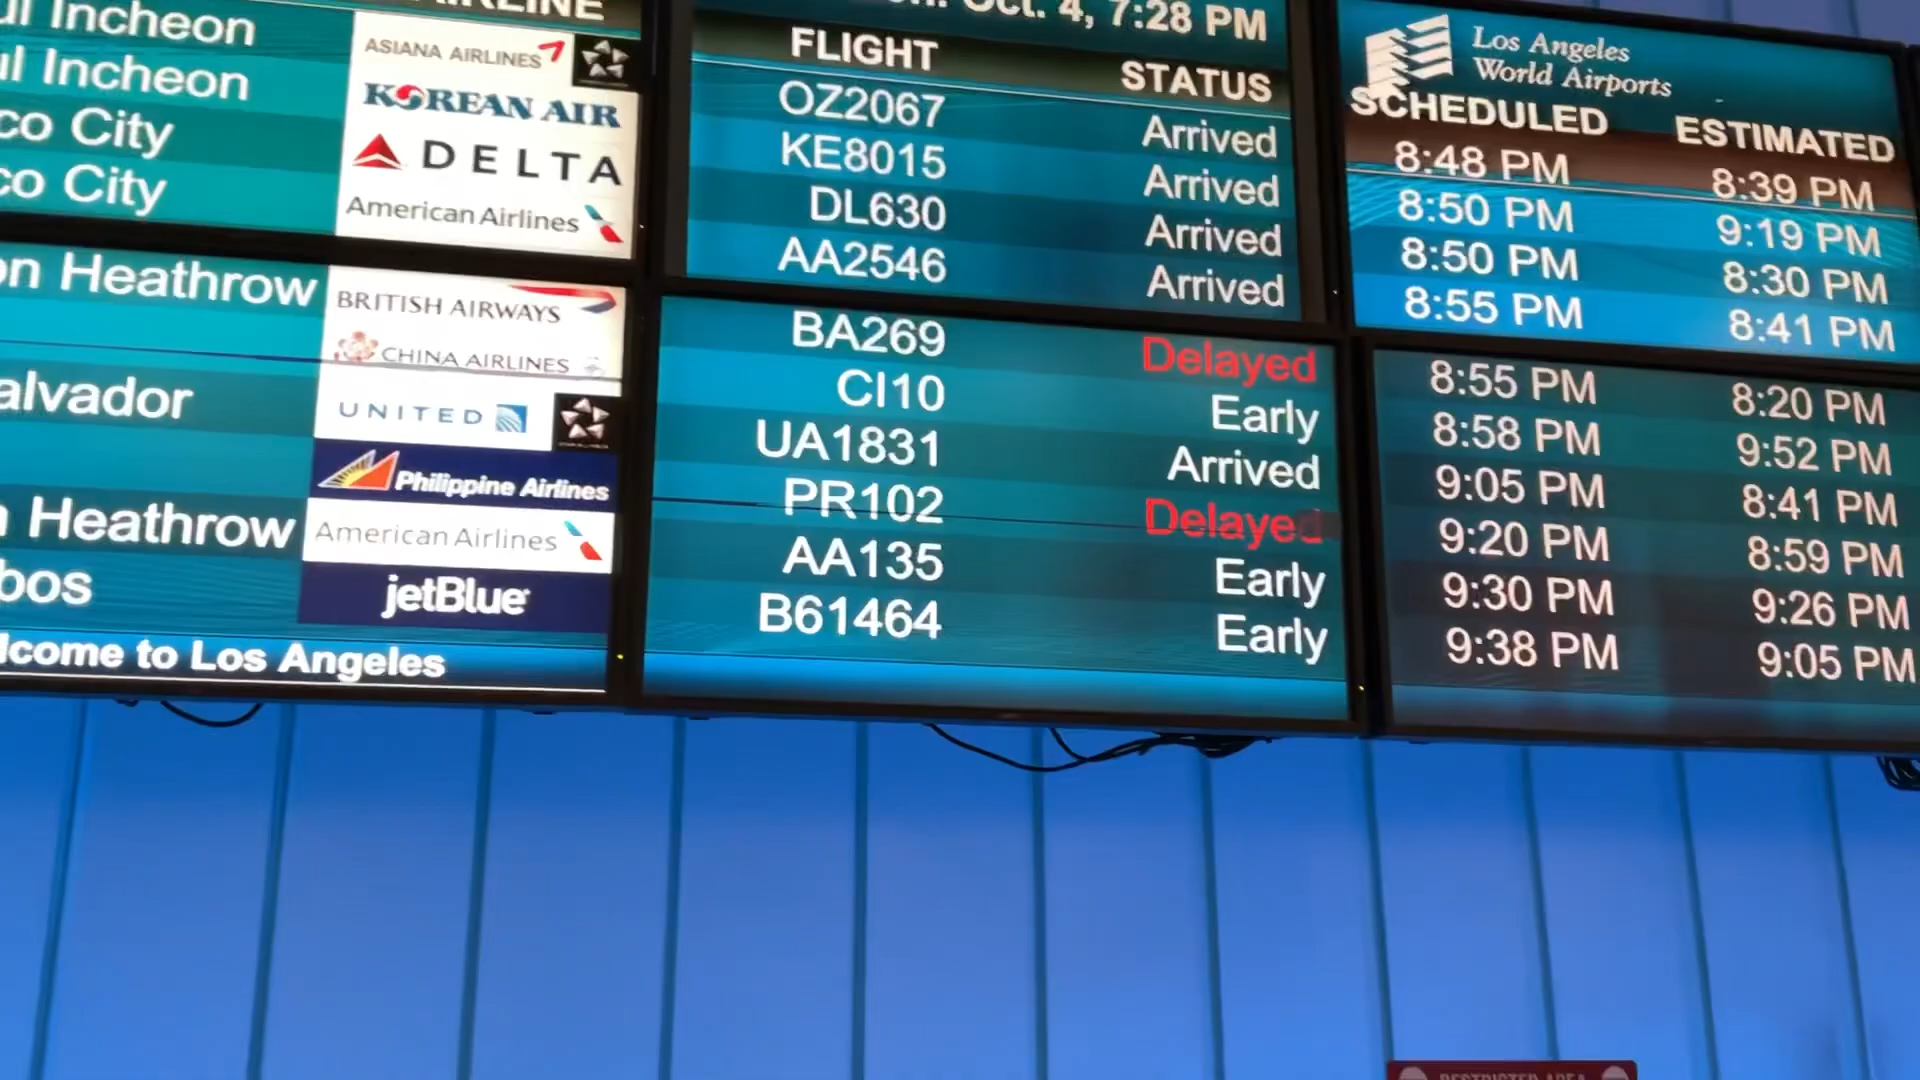 ul Incheon
ul Incheon
co City
co City
ASIANA AIRLINES
KOREAN AIR
DELTA
American Airlines
on Heathrow
alvador
n Heathrow
bos
lcome to Los Angeles
BRITISH AIRWAYS
CHINA AIRLINES
UNITED
Philippine Airlines
American Airlines
jetBlue
Oct. 4, 7:28 PM
FLIGHT STATUS
OZ2067 Arrived
KE8015 Arrived
DL630 Arrived
AA2546 Arrived
BA269 Delayed
CI10 Early
UA1831 Arrived
PR102 Delayed
AA135 Early
B61464 Early
Los Angeles
World Airports
SCHEDULED ESTIMATED
8:48 PM 8:39 PM
8:50 PM 9:19 PM
8:50 PM 8:30 PM
8:55 PM 8:41 PM
8:55 PM 8:20 PM
8:58 PM 9:52 PM
9:05 PM 8:41 PM
9:20 PM 8:59 PM
9:30 PM 9:26 PM
9:38 PM 9:05 PM
RESTRICTED AREA